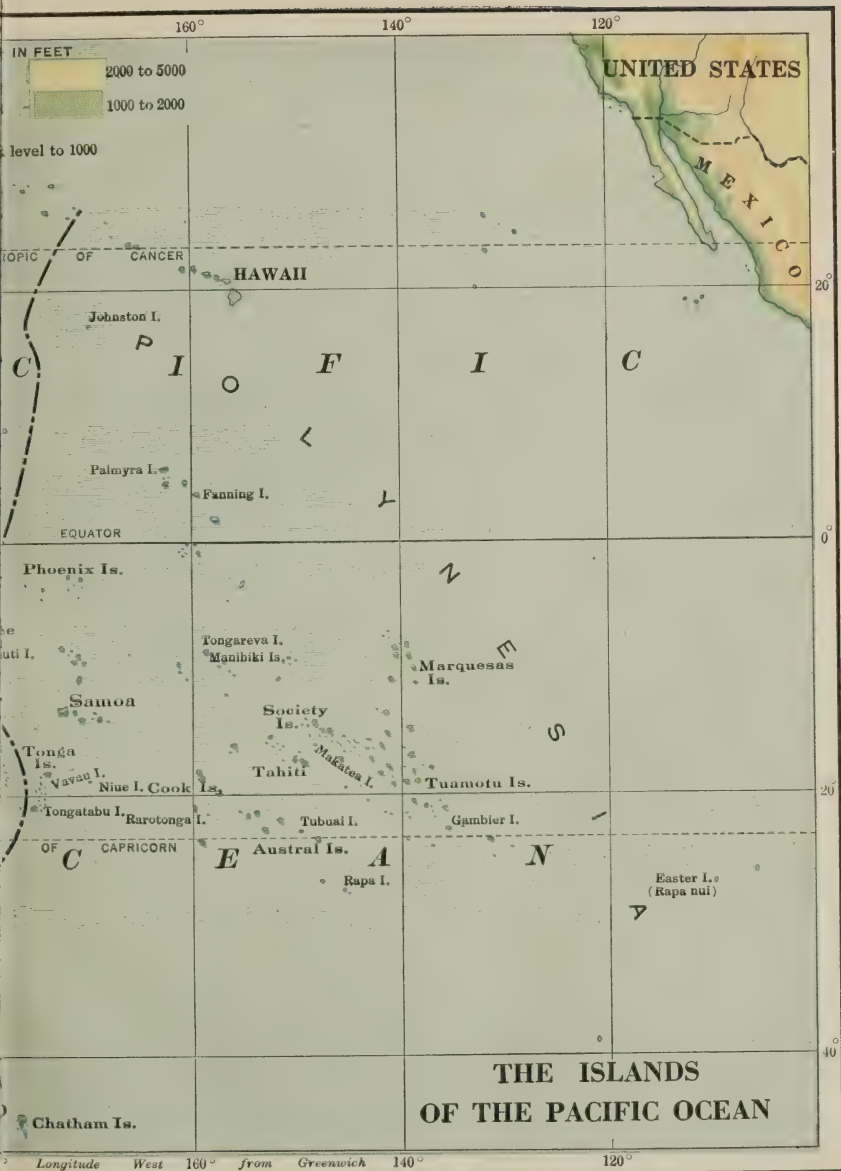 160°
140°
120°
IN FEET
2000 to 5000
1000 to 2000
level to 1000
UNITED STATES
MEXICO
OF CANCER
HAWAII
20°
Johnston I.
C I F I C
POLYNESIA
Palmyra I.
Fanning I.
EQUATOR
0°
Phoenix Is.
Tongareva I.
uti I.
Manibiki Is.
Marquesas
Is.
Samoa
Society
Is.
Tonga
Is.
Vavau I.
Niue I.
Cook Is.
Tahiti
Makatea I.
Tuamotu Is.
20°
Tongatabu I.
Rarotonga I.
Tubuai I.
Gambier I.
OF CAPRICORN
C E A N
Austral Is.
Rapa I.
Easter I.
(Rapa nui)
40°
THE ISLANDS
OF THE PACIFIC OCEAN
Chatham Is.
Longitude West 160° from Greenwich 140° 120°